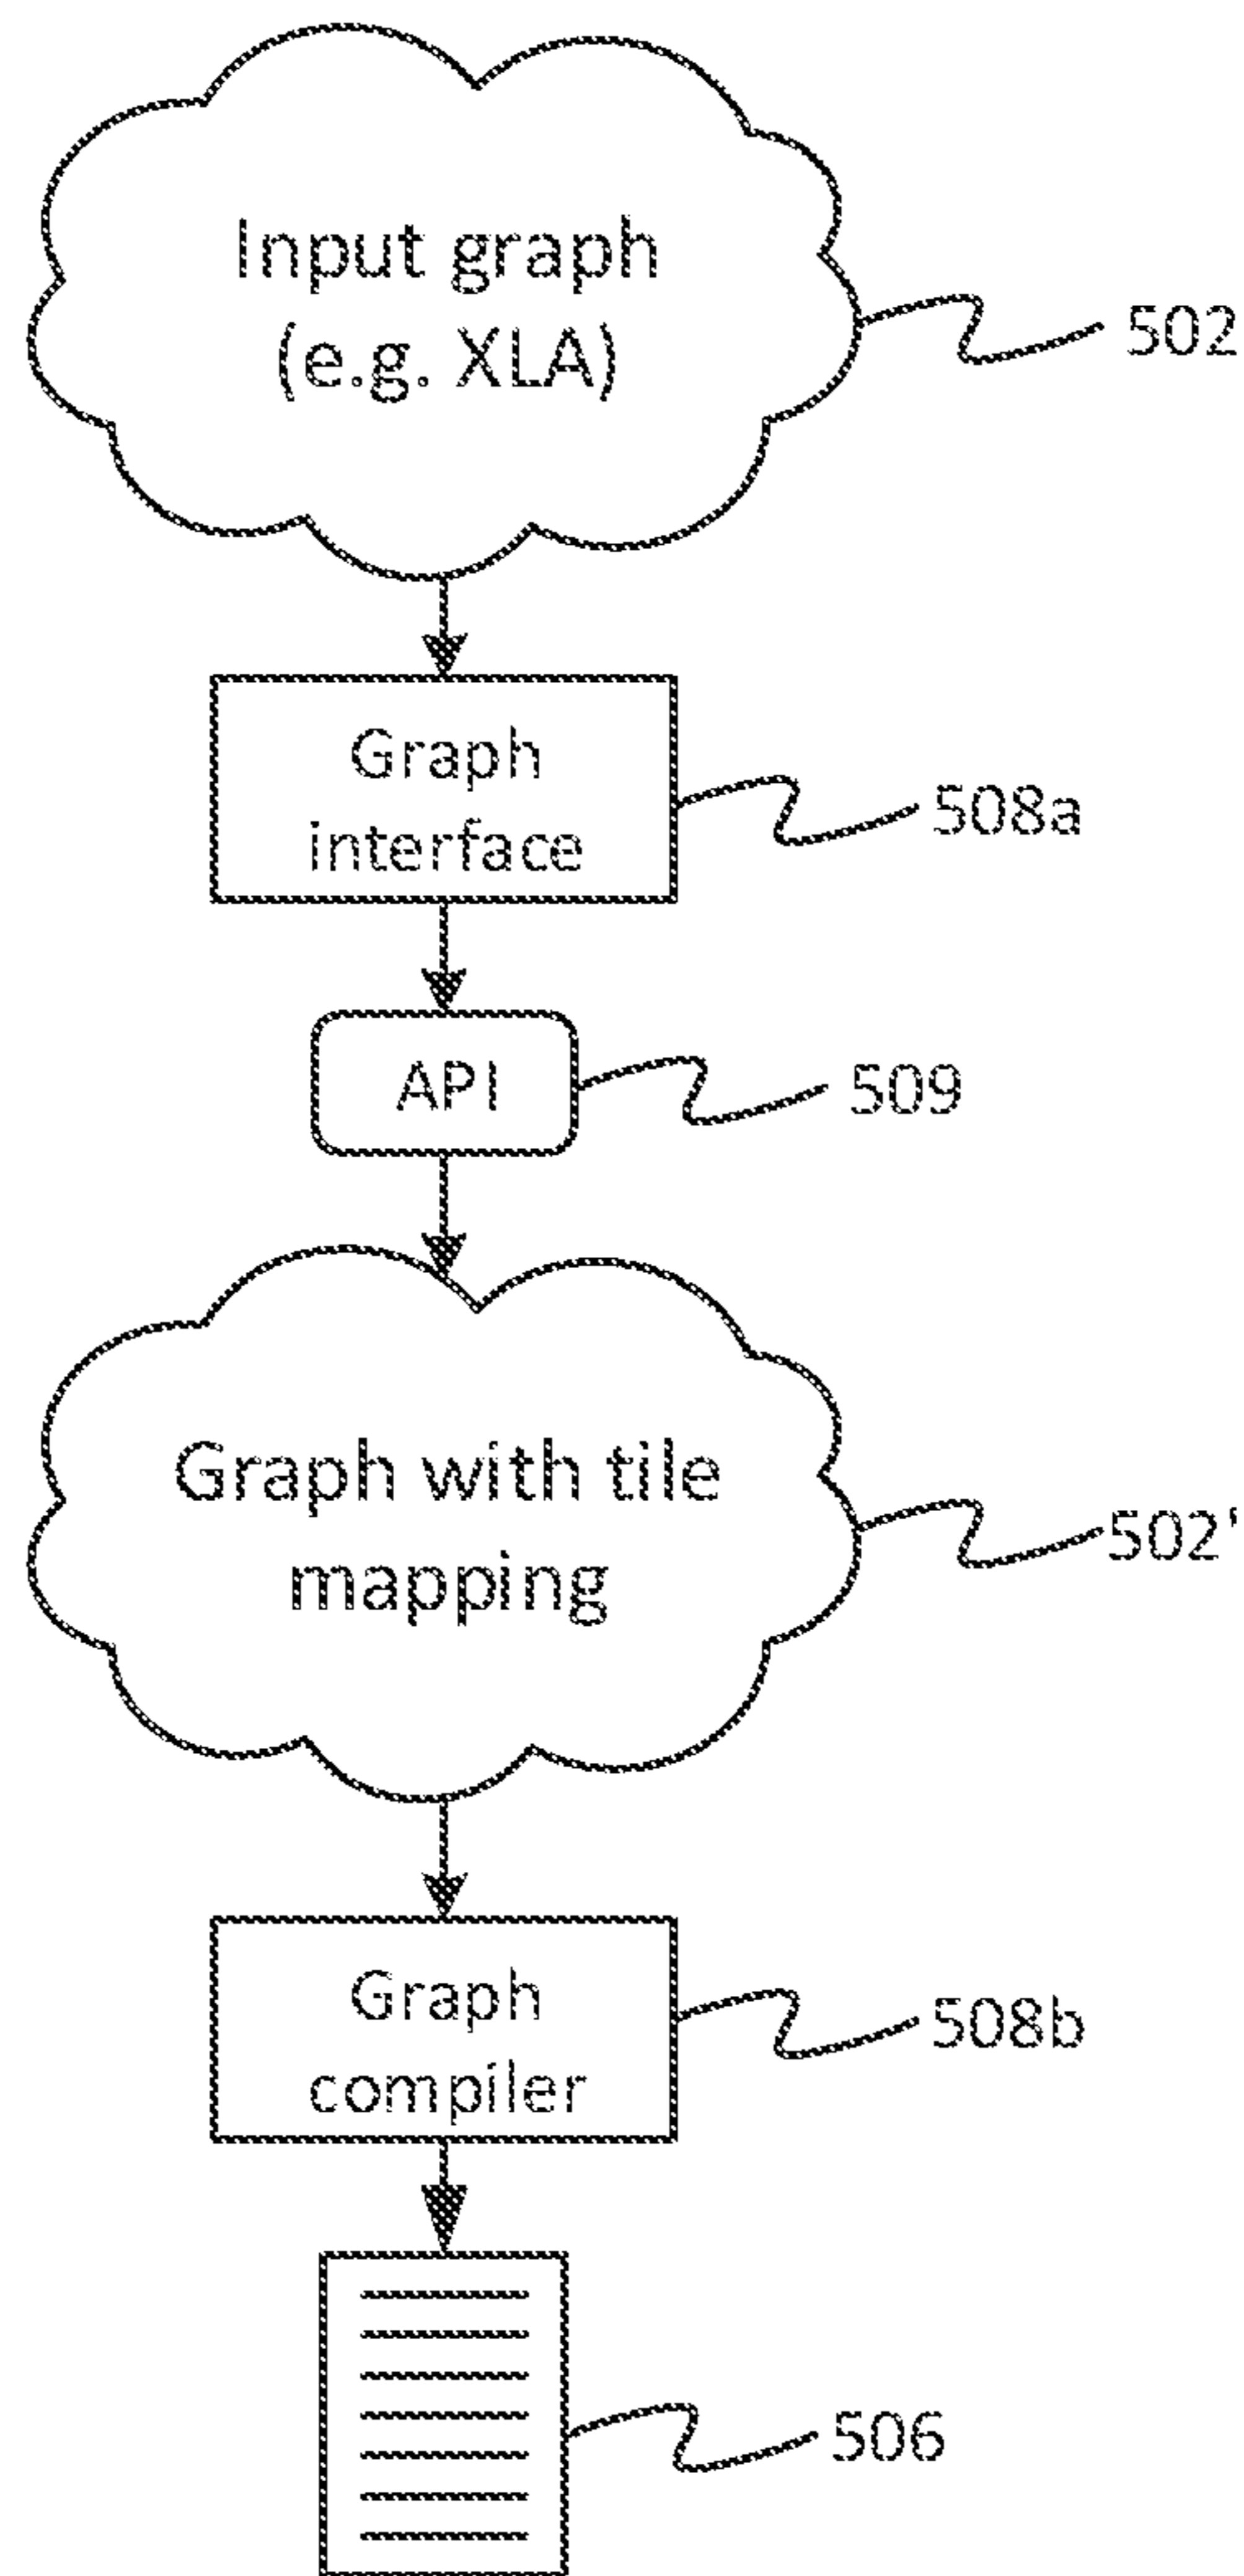 Input graph
(e.g. XLA)
502
Graph
interface
508a
API
509
Graph with tile
mapping
502'
Graph
compiler
508b
506